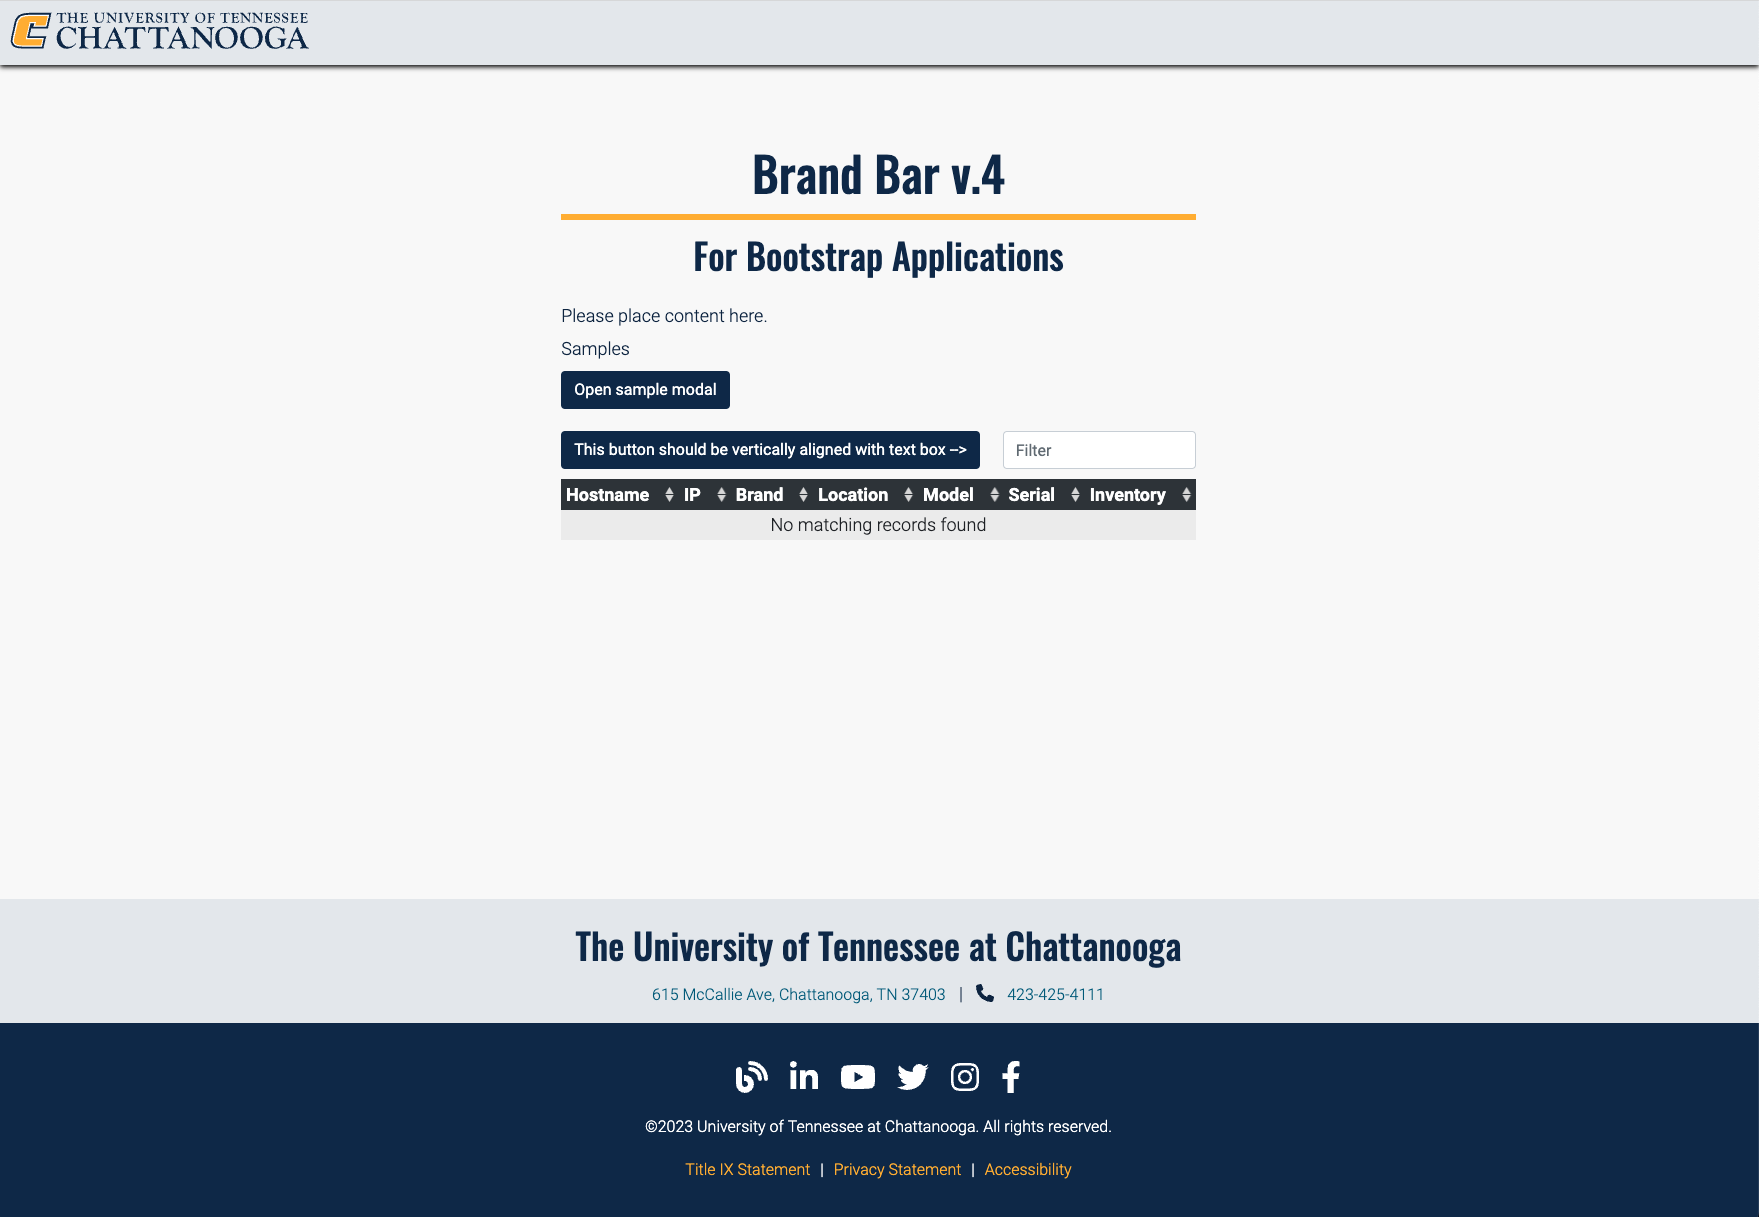 THE UNIVERSITY OF TENNESSEE
CHATTANOOGA
Brand Bar v.4
For Bootstrap Applications
Please place content here.
Samples
Open sample modal
This button should be vertically aligned with text box --> Filter
Hostname IP Brand Location Model Serial Inventory
No matching records found
The University of Tennessee at Chattanooga
615 McCallie Ave, Chattanooga, TN 37403 | 423-425-4111
©2023 University of Tennessee at Chattanooga. All rights reserved.
Title IX Statement | Privacy Statement | Accessibility